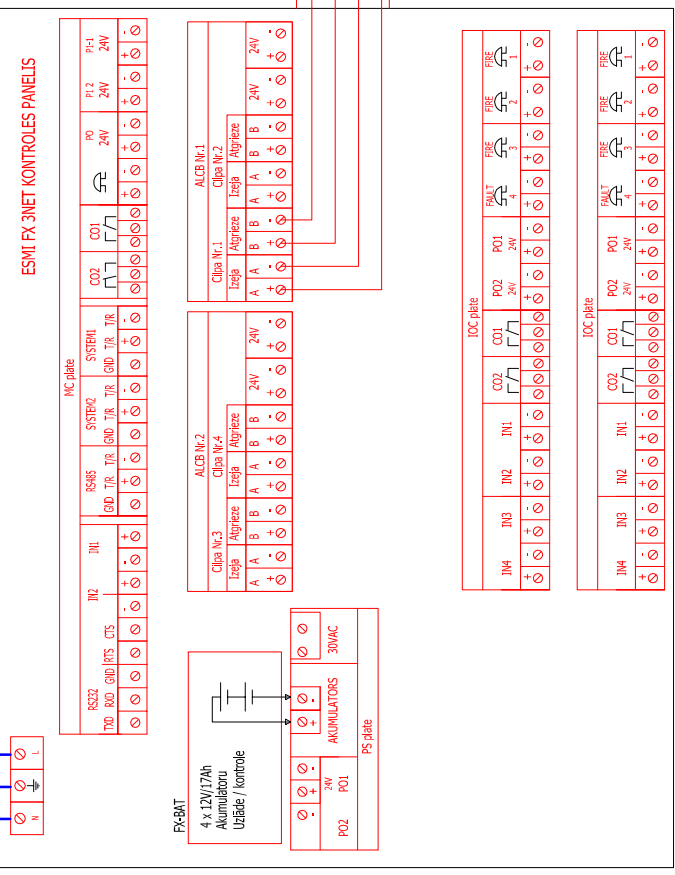 ESMI FX 3NET KONTROLES PANELIS
MC plate
TXD RXD GND RTS CTS
RS232
IN2
IN1
RS485
GND T/R T/R
SYSTEM2
GND T/R T/R
SYSTEM1
GND T/R T/R
CO2
CO1
PO
24V
P1.2
24V
P1-1
24V
- + - + - + - + + - + - + - + - + -
ALCB Nr.2
Cilpa Nr.3 CIlpa Nr.4
Izeja Atgrieze Izeja Atgrieze
A A B B A A B B 24V 24V
+ - + - + - + - + - + -
ALCB Nr.1
Cilpa Nr.1 CIlpa Nr.2
Izeja Atgrieze Izeja Atgrieze
A A B B A A B B 24V 24V
+ - + - + - + - + - + -
IOC plate
IN4 IN3 IN2 IN1 CO2 CO1
PO2
24V
PO1
24V
FAULT
4
FIRE
3
FIRE
2
FIRE
1
+ - + - + - + - + - + - + - + - + - + -
IOC plate
IN4 IN3 IN2 IN1 CO2 CO1
PO2
24V
PO1
24V
FAULT
4
FIRE
3
FIRE
2
FIRE
1
+ - + - + - + - + - + - + - + - + - + -
FX-BAT
4 x 12V/17Ah
Akumulatoru
Uzlāde / kontrole
- + - + -
PO2
24V
PO1
AKUMULATORS
30VAC
PS plate
N L